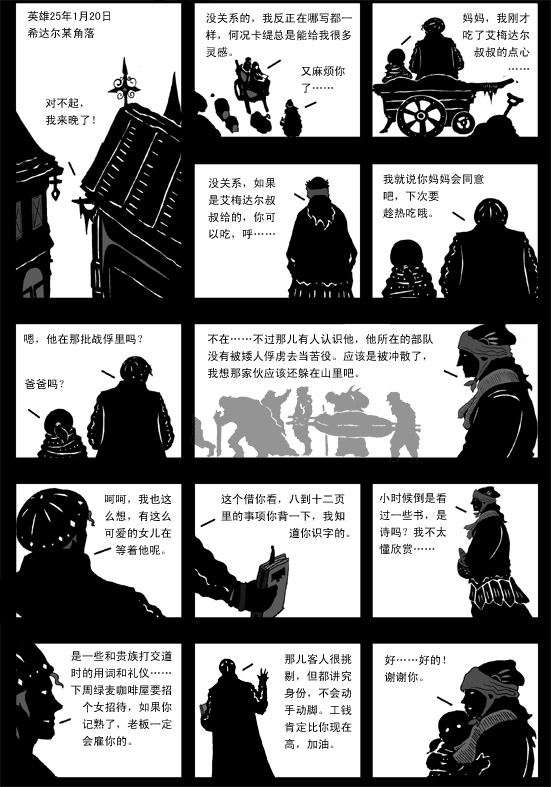 英雄25年1月20日
希达尔某角落
对不起，
我来晚了！
没关系的，我反正在哪写都一
样，何况卡缇总是能给我很多
灵感。
又麻烦你
了……
妈妈，我刚才
吃了艾梅达尔
叔叔的点心
……
没关系，如果
是艾梅达尔叔
叔给的，你可
以吃，呼……
我就说你妈妈会同意
吧，下次要
趁热吃哦。
嗯，他在那批战俘里吗？
爸爸吗？
不在……不过那儿有人认识他，他所在的部队
没有被矮人俘虏去当苦役。应该是被冲散了，
我想那家伙应该还躲在山里吧。
呵呵，我也这
么想，有这么
可爱的女儿在
等着他呢。
这个借你看，八到十二页
里的事项你背一下，我知
道你识字的。
小时候倒是看
过一些书，是
诗吗？我不太
懂欣赏……
是一些和贵族打交道
时的用词和礼仪……
下周绿麦咖啡屋要招
个女招待，如果你
记熟了，老板一定
会雇你的。
那儿客人很挑
剔，但都讲究
身份，不会动
手动脚。工钱
肯定比你现在
高，加油。
好……好的！
谢谢你。